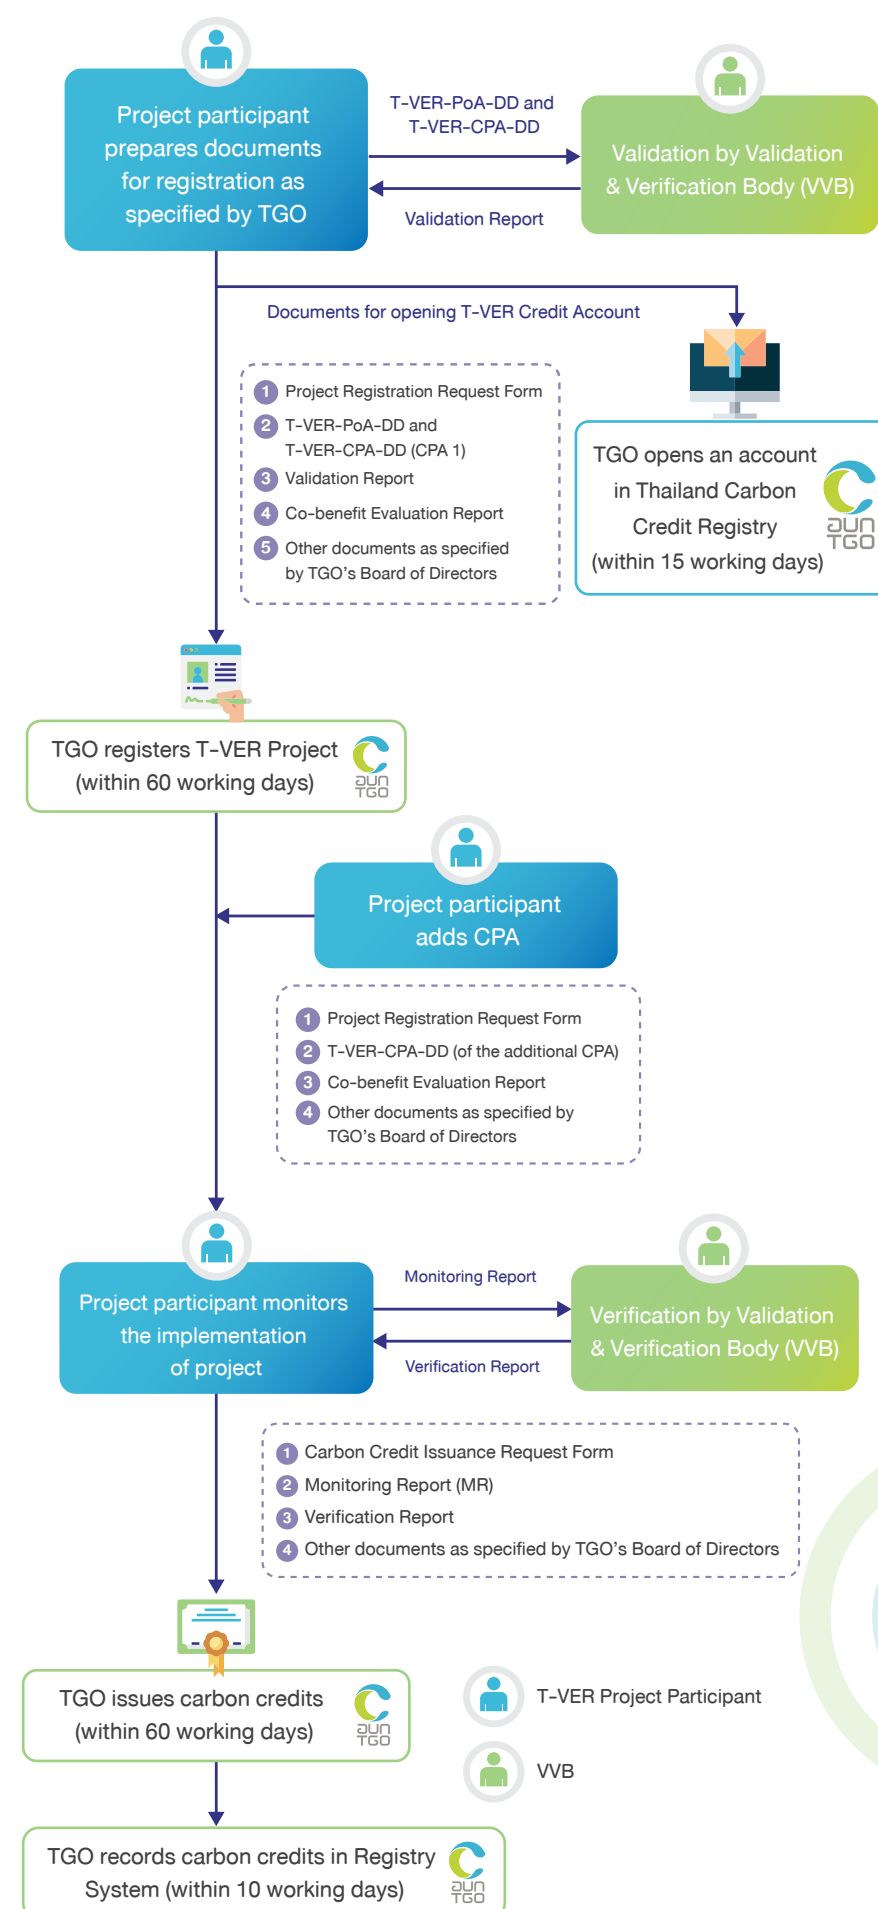 Project participant
prepares documents
for registration as
specified by TGO
T-VER-PoA-DD and
T-VER-CPA-DD
Validation Report
Validation by Validation
& Verification Body (VVB)
Documents for opening T-VER Credit Account
1 Project Registration Request Form
2 T-VER-PoA-DD and
T-VER-CPA-DD (CPA 1)
3 Validation Report
4 Co-benefit Evaluation Report
5 Other documents as specified
by TGO's Board of Directors
TGO opens an account
in Thailand Carbon
Credit Registry
(within 15 working days)
อบก
TGO
TGO registers T-VER Project
(within 60 working days)
อบก
TGO
Project participant
adds CPA
1 Project Registration Request Form
2 T-VER-CPA-DD (of the additional CPA)
3 Co-benefit Evaluation Report
4 Other documents as specified by
TGO's Board of Directors
Project participant monitors
the implementation
of project
Monitoring Report
Verification Report
Verification by Validation
& Verification Body (VVB)
1 Carbon Credit Issuance Request Form
2 Monitoring Report (MR)
3 Verification Report
4 Other documents as specified by TGO's Board of Directors
TGO issues carbon credits
(within 60 working days)
อบก
TGO
T-VER Project Participant
VVB
TGO records carbon credits in Registry
System (within 10 working days)
อบก
TGO